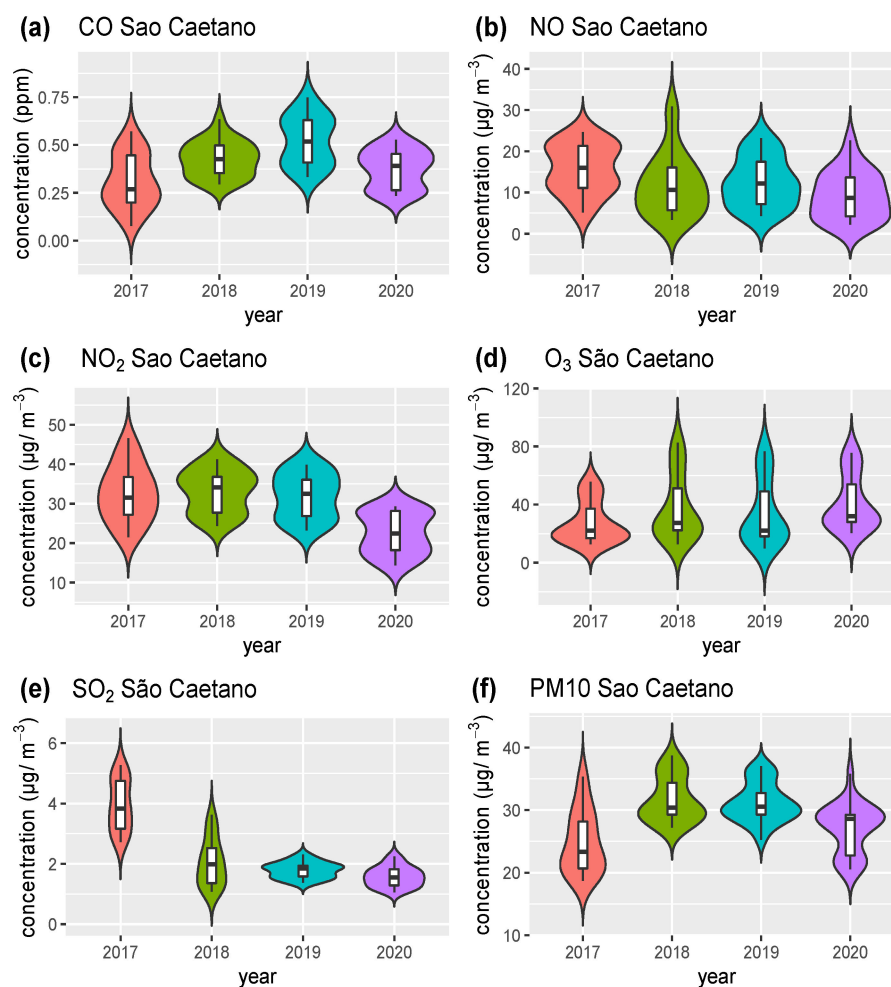 (a) CO Sao Caetano
concentration (ppm)
0.75
0.50
0.25
0.00
2017 2018 2019 2020
year
(b) NO Sao Caetano
concentration (µg/ m⁻³)
40
30
20
10
0
2017 2018 2019 2020
year
(c) NO₂ Sao Caetano
concentration (µg/ m⁻³)
50
40
30
20
10
2017 2018 2019 2020
year
(d) O₃ São Caetano
concentration (µg/ m⁻³)
120
80
40
0
2017 2018 2019 2020
year
(e) SO₂ São Caetano
concentration (µg/ m⁻³)
6
4
2
0
2017 2018 2019 2020
year
(f) PM10 Sao Caetano
concentration (µg/ m⁻³)
40
30
20
10
2017 2018 2019 2020
year